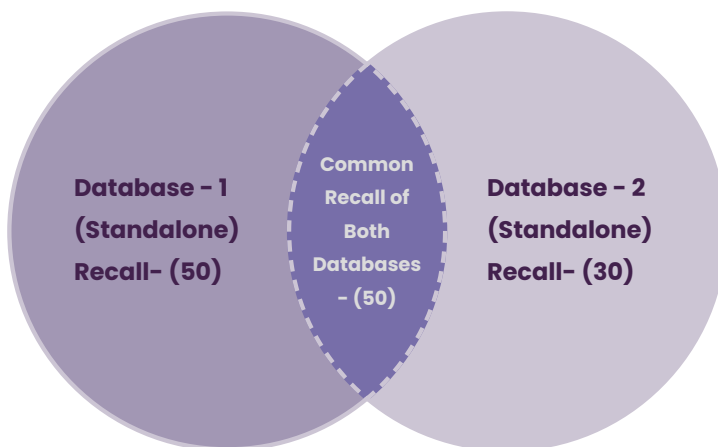 Database - 1
(Standalone)
Recall- (50)
Common
Recall of
Both
Databases
- (50)
Database - 2
(Standalone)
Recall- (30)